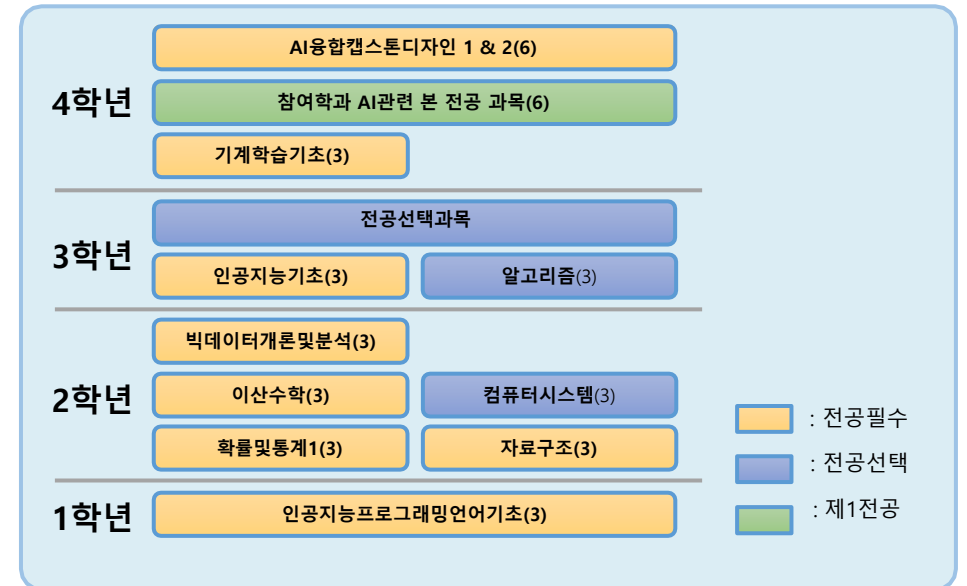 4학년
AI융합캡스톤디자인 1 & 2(6)
참여학과 AI관련 본 전공 과목(6)
기계학습기초(3)
3학년
전공선택과목
인공지능기초(3)
알고리즘(3)
2학년
빅데이터개론및분석(3)
이산수학(3)
컴퓨터시스템(3)
확률및통계1(3)
자료구조(3)
1학년
인공지능프로그래밍언어기초(3)
: 전공필수
: 전공선택
: 제1전공